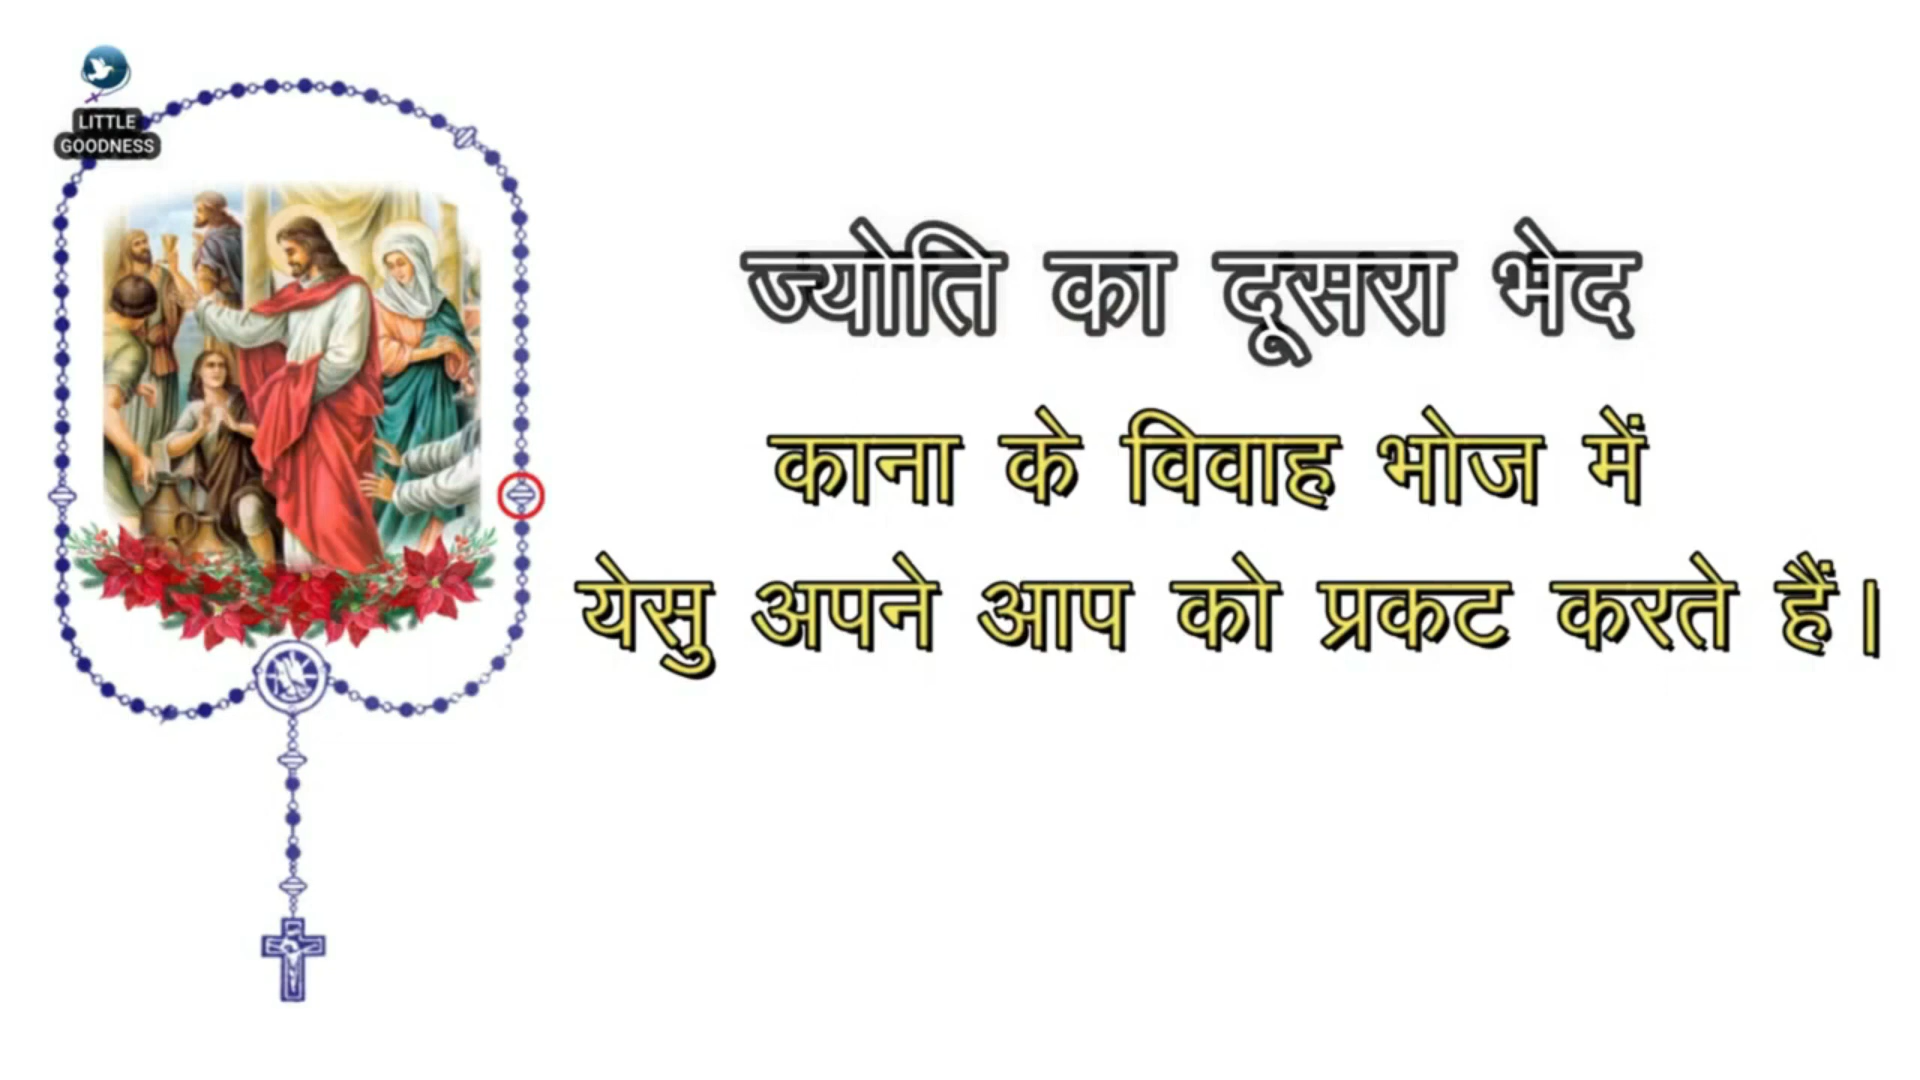 LITTLE
GOODNESS
ज्योति का दूसरा भेद
काना के विवाह भोज में
येसु अपने आप को प्रकट करते हैं।